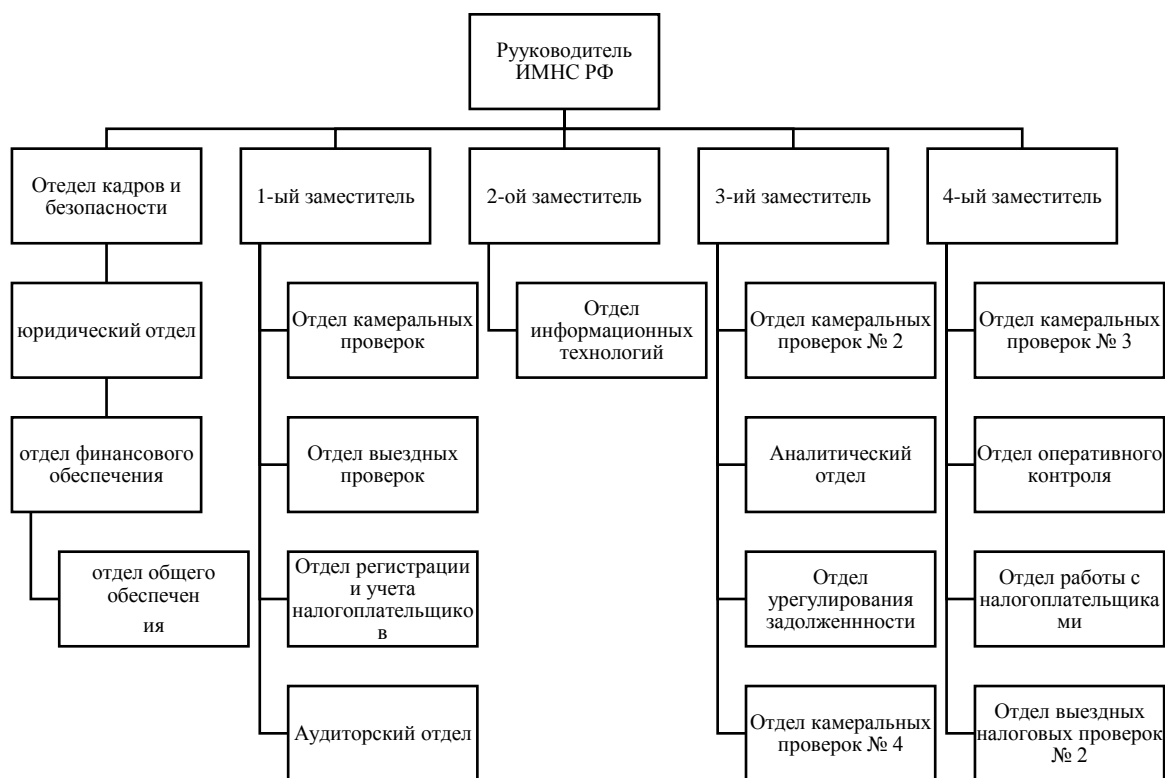 Рууководитель
ИМНС РФ
Отедел кадров и
безопасности
1-ый заместитель
2-ой заместитель
3-ий заместитель
4-ый заместитель
юридический отдел
Отдел камеральных
проверок
Отдел
информационных
технологий
Отдел камеральных
проверок № 2
Отдел камеральных
проверок № 3
отдел финансового
обеспечения
Отдел выездных
проверок
Аналитический
отдел
Отдел оперативного
контроля
отдел общего
обеспечен
ия
Отдел регистрации
и учета
налогоплательщико
в
Отдел
урегулирования
задолженнности
Отдел работы с
налогоплательщика
ми
Аудиторский отдел
Отдел камеральных
проверок № 4
Отдел выездных
налоговых проверок
№ 2